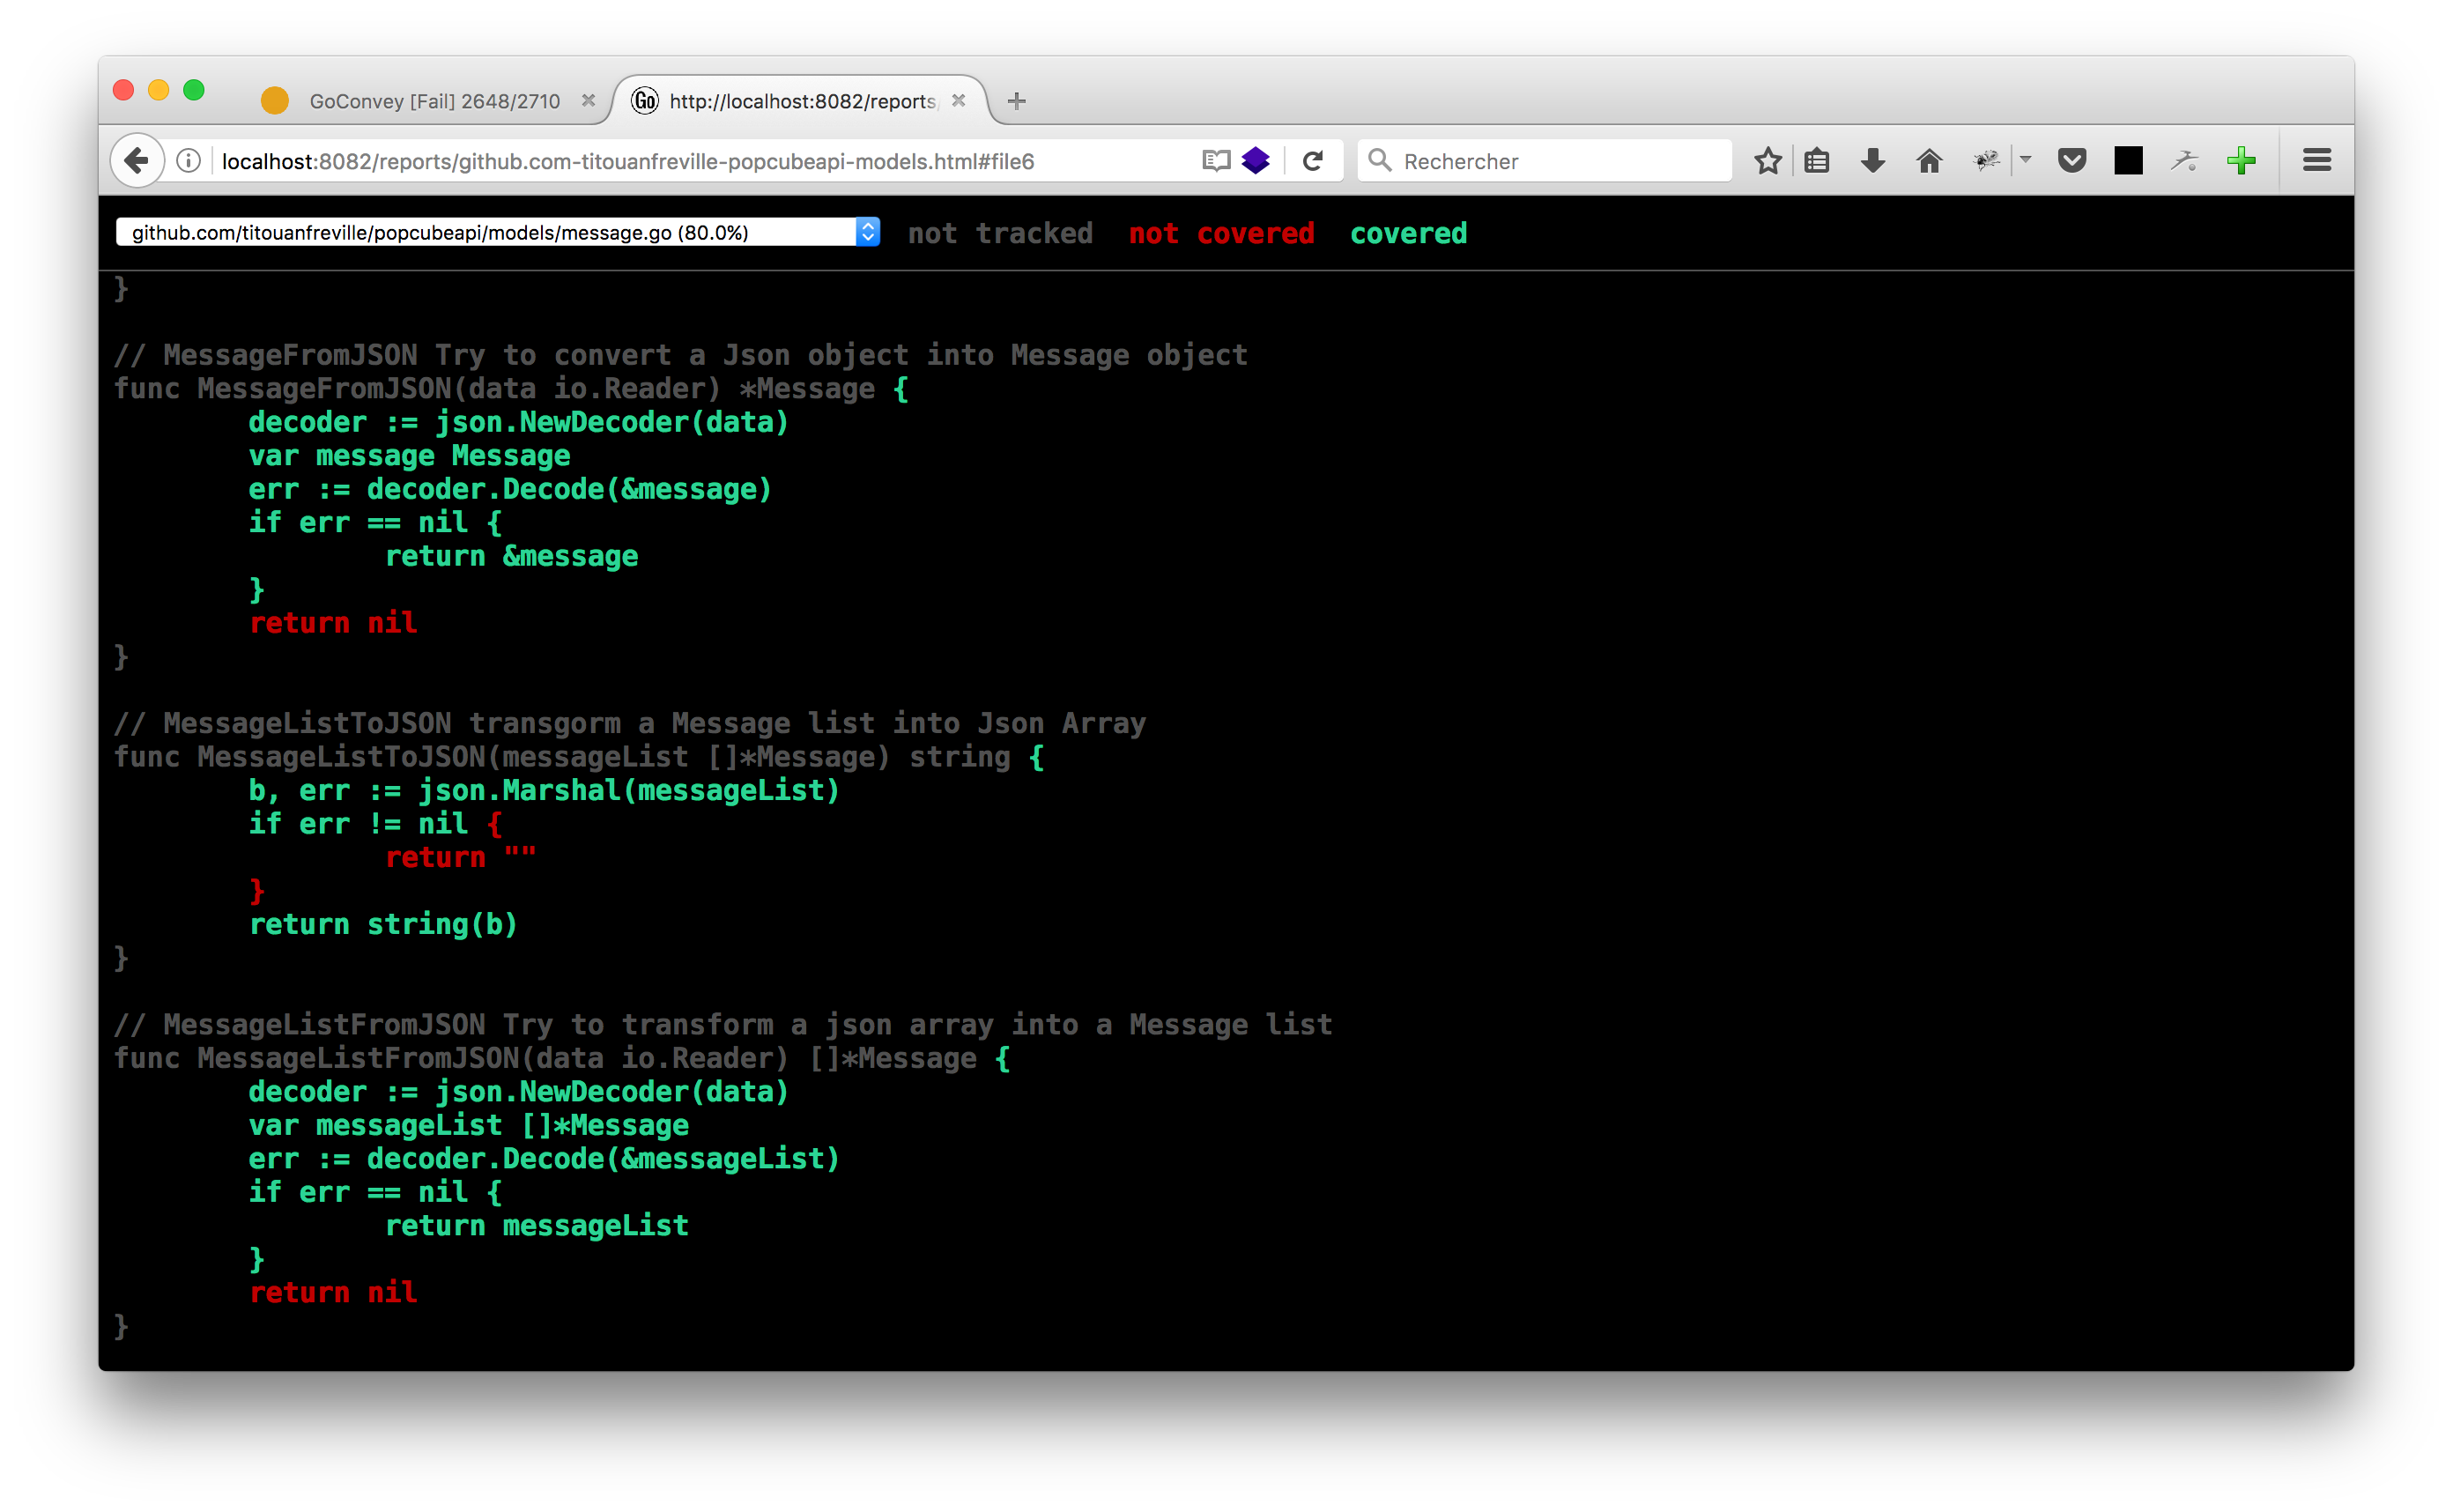 GoConvey [Fail] 2648/2710
Go http://localhost:8082/reports/
localhost:8082/reports/github.com-titouanfreville-popcubeapi-models.html#file6
Rechercher
github.com/titouanfreville/popcubeapi/models/message.go (80.0%) not tracked not covered covered
}
// MessageFromJSON Try to convert a Json object into Message object
func MessageFromJSON(data io.Reader) *Message {
decoder := json.NewDecoder(data)
var message Message
err := decoder.Decode(&message)
if err == nil {
return &message
}
return nil
}
// MessageListToJSON transgorm a Message list into Json Array
func MessageListToJSON(messageList []*Message) string {
b, err := json.Marshal(messageList)
if err != nil {
return ""
}
return string(b)
}
// MessageListFromJSON Try to transform a json array into a Message list
func MessageListFromJSON(data io.Reader) []*Message {
decoder := json.NewDecoder(data)
var messageList []*Message
err := decoder.Decode(&messageList)
if err == nil {
return messageList
}
return nil
}